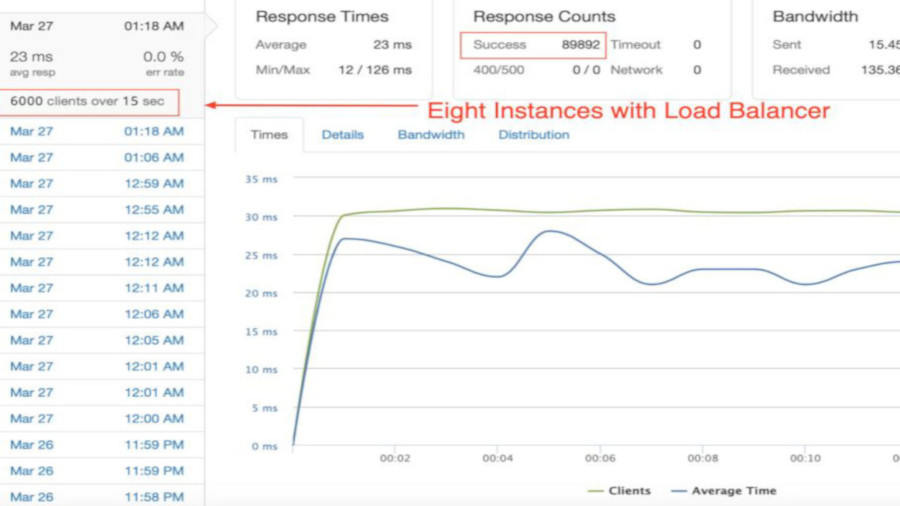 Mar 27 01:18 AM
23 ms 0.0 %
avg resp err rate
6000 clients over 15 sec
Mar 27 01:18 AM
Mar 27 01:06 AM
Mar 27 12:59 AM
Mar 27 12:55 AM
Mar 27 12:12 AM
Mar 27 12:12 AM
Mar 27 12:11 AM
Mar 27 12:06 AM
Mar 27 12:05 AM
Mar 27 12:01 AM
Mar 27 12:01 AM
Mar 27 12:00 AM
Mar 26 11:59 PM
Mar 26 11:59 PM
Mar 26 11:58 PM
Response Times
Average 23 ms
Min/Max 12 / 126 ms
Response Counts
Success 89892 Timeout 0
400/500 0 / 0 Network 0
Bandwidth
Sent 15.45
Received 135.36
Eight Instances with Load Balancer
Times Details Bandwidth Distribution
35 ms
30 ms
25 ms
20 ms
15 ms
10 ms
5 ms
0 ms
00:02 00:04 00:06 00:08 00:10
Clients Average Time